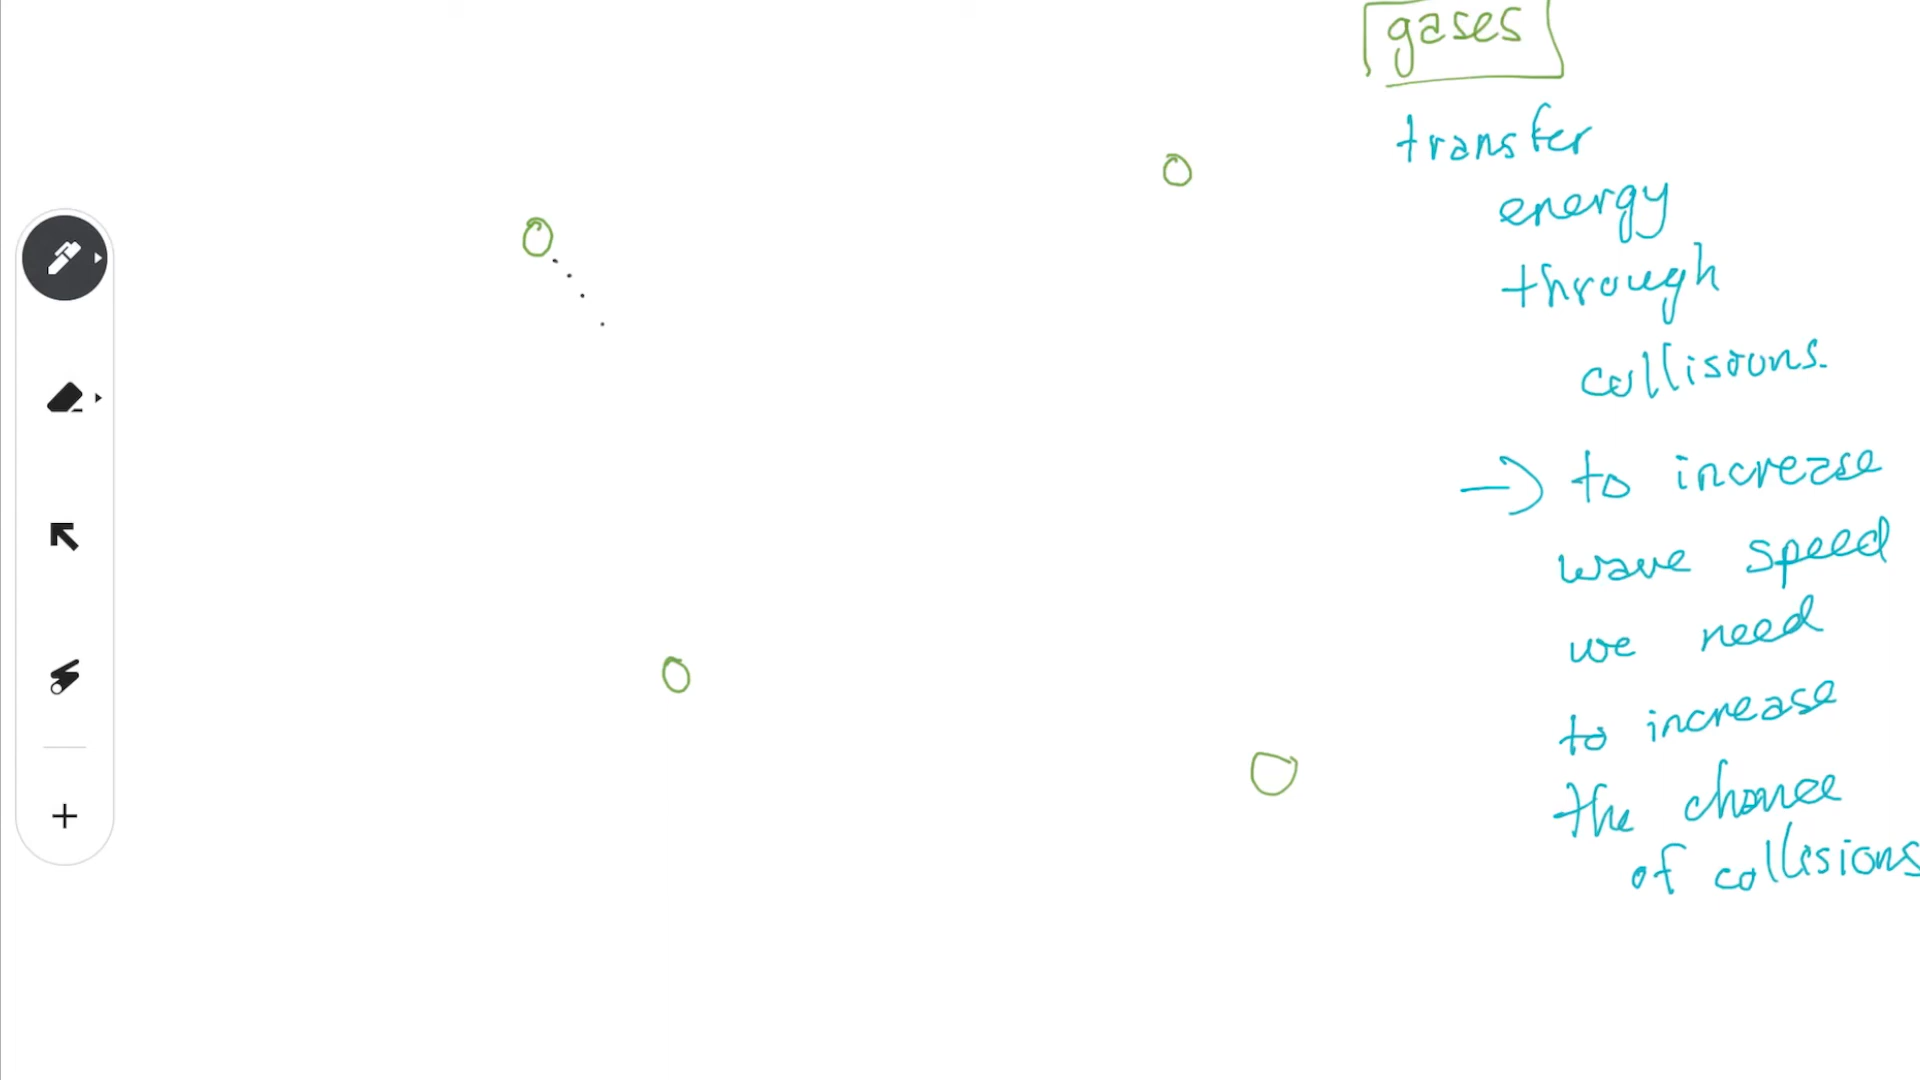 gases
transfer
energy
through
collisions.
→ to increase
wave speed
we need
to increase
the chance
of collisions